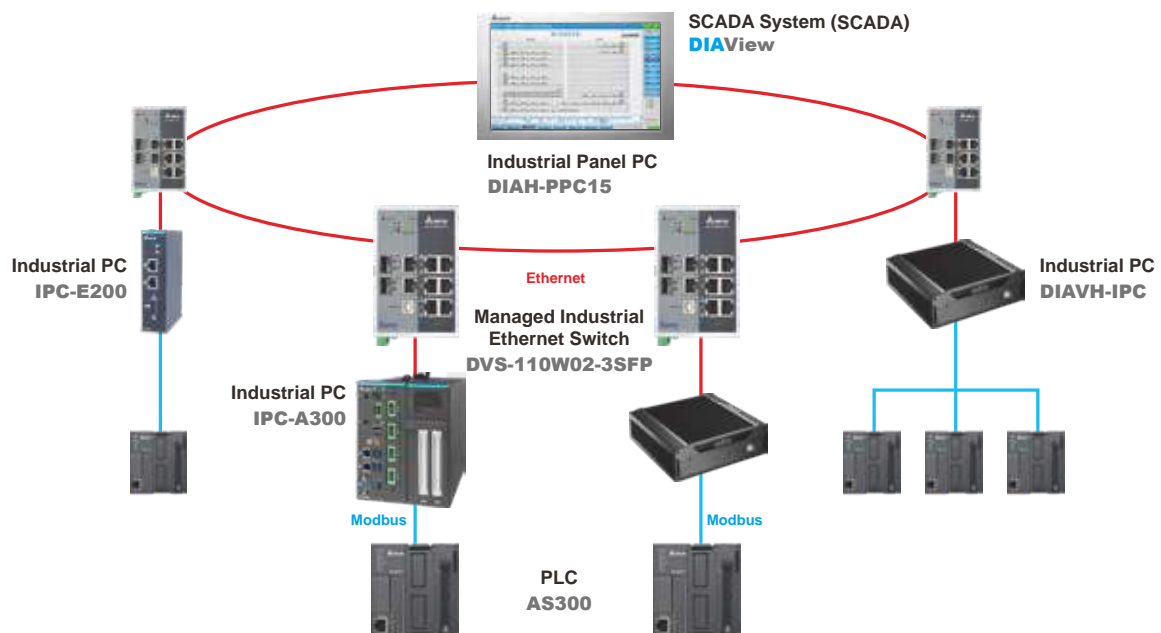 SCADA System (SCADA)
DIAView
Industrial Panel PC
DIAH-PPC15
Industrial PC
IPC-E200
Ethernet
Industrial PC
DIAVH-IPC
Managed Industrial
Ethernet Switch
DVS-110W02-3SFP
Industrial PC
IPC-A300
Modbus
Modbus
PLC
AS300